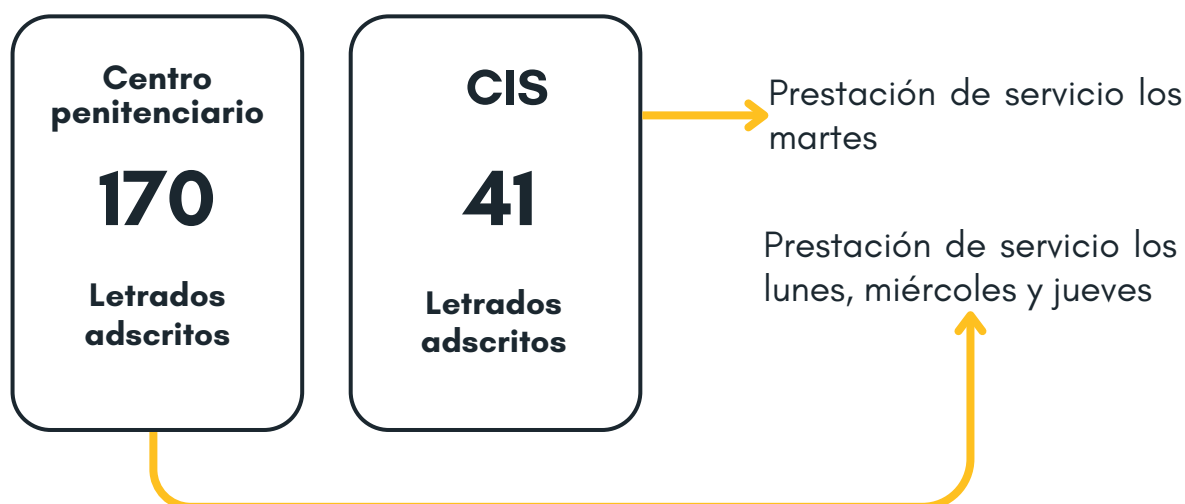 Centro
penitenciario
170
Letrados
adscritos
CIS
41
Letrados
adscritos
Prestación de servicio los
martes
Prestación de servicio los
lunes, miércoles y jueves